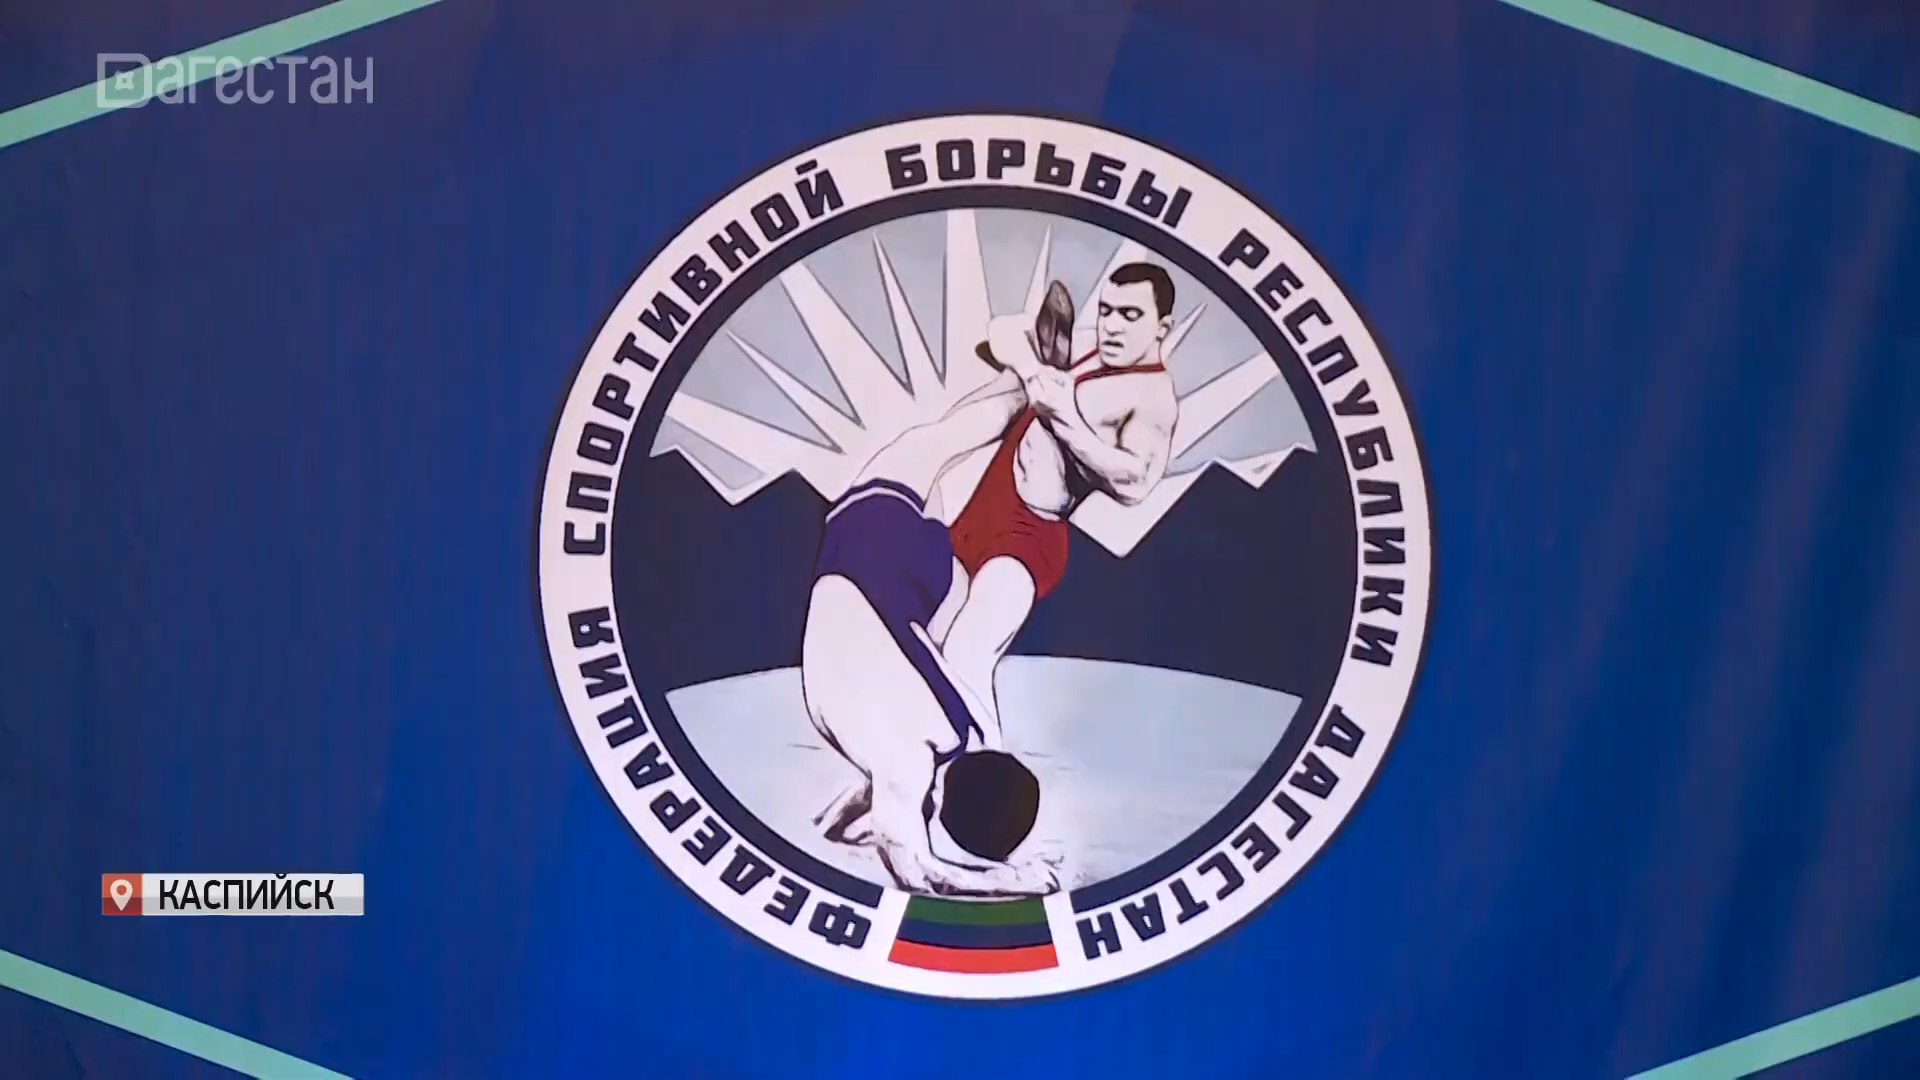 Дагестан
ФЕДЕРАЦИЯ СПОРТИВНОЙ БОРЬБЫ РЕСПУБЛИКИ ДАГЕСТАН
КАСПИЙСК